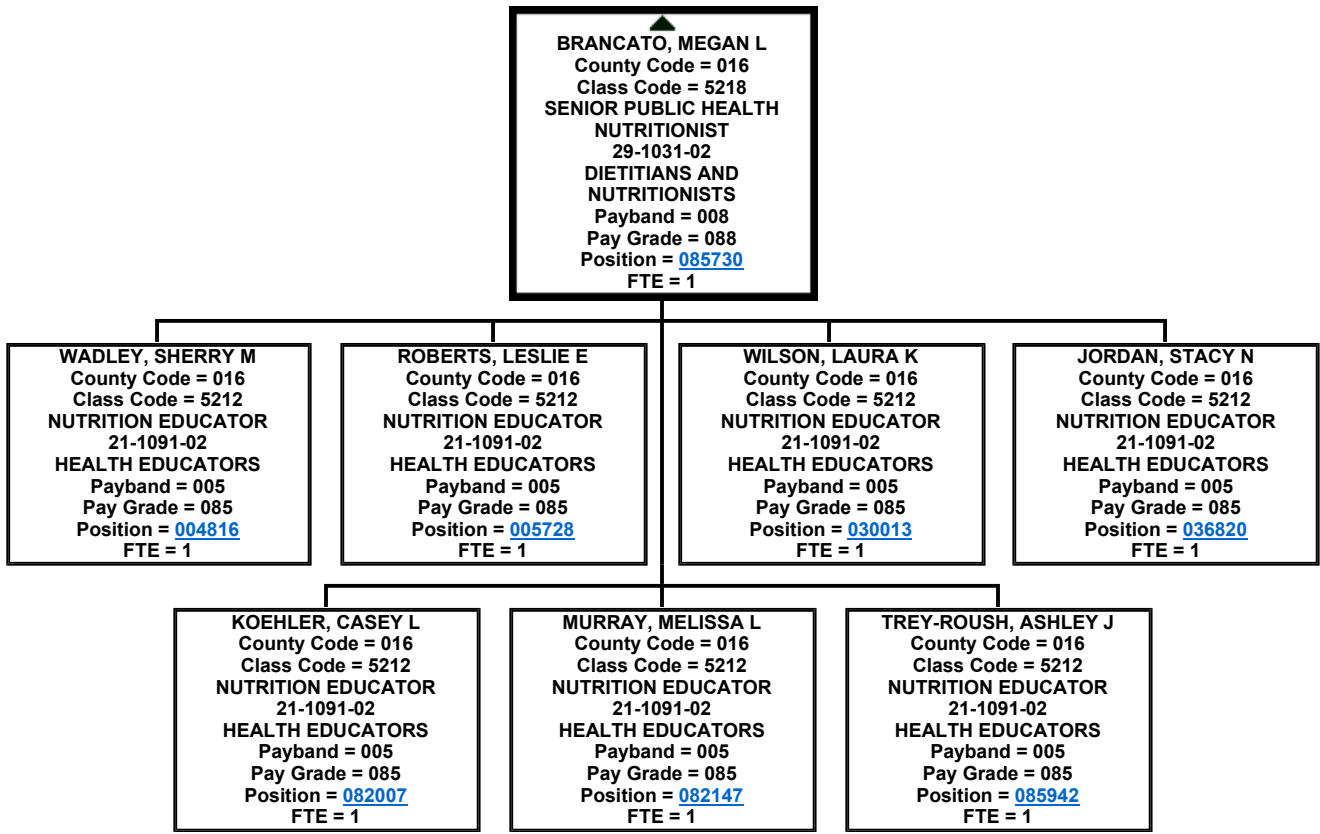 BRANCATO, MEGAN L
County Code = 016
Class Code = 5218
SENIOR PUBLIC HEALTH
NUTRITIONIST
29-1031-02
DIETITIANS AND
NUTRITIONISTS
Payband = 008
Pay Grade = 088
Position = 085730
FTE = 1
WADLEY, SHERRY M
County Code = 016
Class Code = 5212
NUTRITION EDUCATOR
21-1091-02
HEALTH EDUCATORS
Payband = 005
Pay Grade = 085
Position = 004816
FTE = 1
ROBERTS, LESLIE E
County Code = 016
Class Code = 5212
NUTRITION EDUCATOR
21-1091-02
HEALTH EDUCATORS
Payband = 005
Pay Grade = 085
Position = 005728
FTE = 1
WILSON, LAURA K
County Code = 016
Class Code = 5212
NUTRITION EDUCATOR
21-1091-02
HEALTH EDUCATORS
Payband = 005
Pay Grade = 085
Position = 030013
FTE = 1
JORDAN, STACY N
County Code = 016
Class Code = 5212
NUTRITION EDUCATOR
21-1091-02
HEALTH EDUCATORS
Payband = 005
Pay Grade = 085
Position = 036820
FTE = 1
KOEHLER, CASEY L
County Code = 016
Class Code = 5212
NUTRITION EDUCATOR
21-1091-02
HEALTH EDUCATORS
Payband = 005
Pay Grade = 085
Position = 082007
FTE = 1
MURRAY, MELISSA L
County Code = 016
Class Code = 5212
NUTRITION EDUCATOR
21-1091-02
HEALTH EDUCATORS
Payband = 005
Pay Grade = 085
Position = 082147
FTE = 1
TREY-ROUSH, ASHLEY J
County Code = 016
Class Code = 5212
NUTRITION EDUCATOR
21-1091-02
HEALTH EDUCATORS
Payband = 005
Pay Grade = 085
Position = 085942
FTE = 1